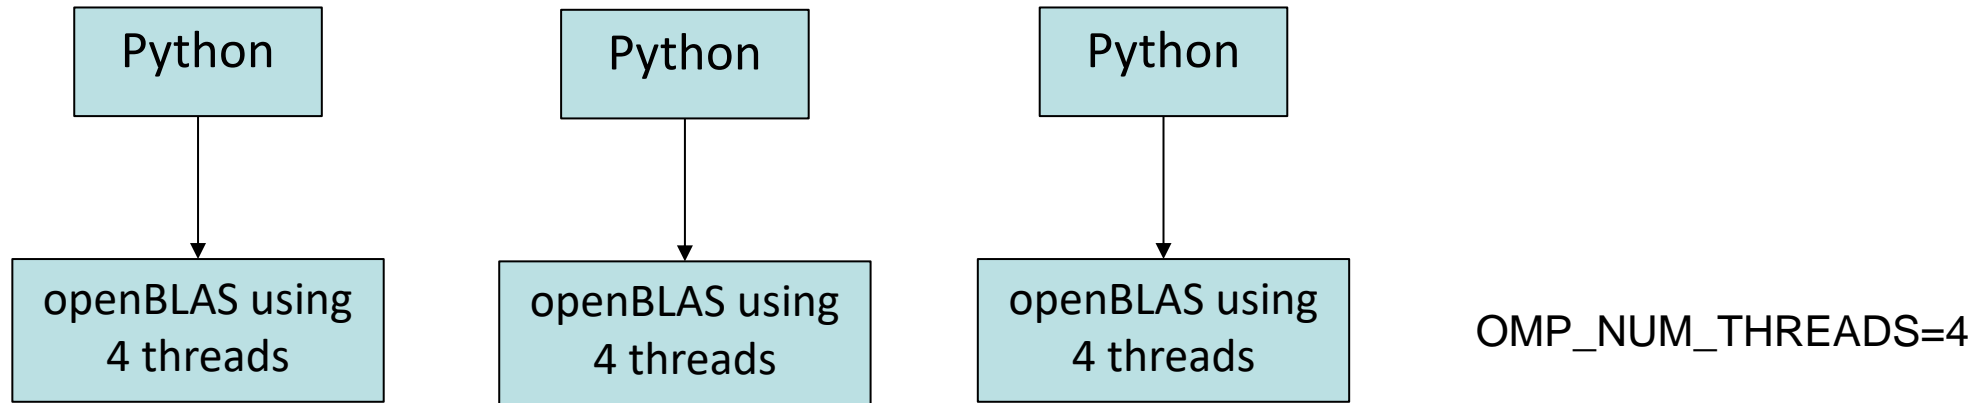 Python
Python
Python
openBLAS using
4 threads
openBLAS using
4 threads
openBLAS using
4 threads
OMP_NUM_THREADS=4